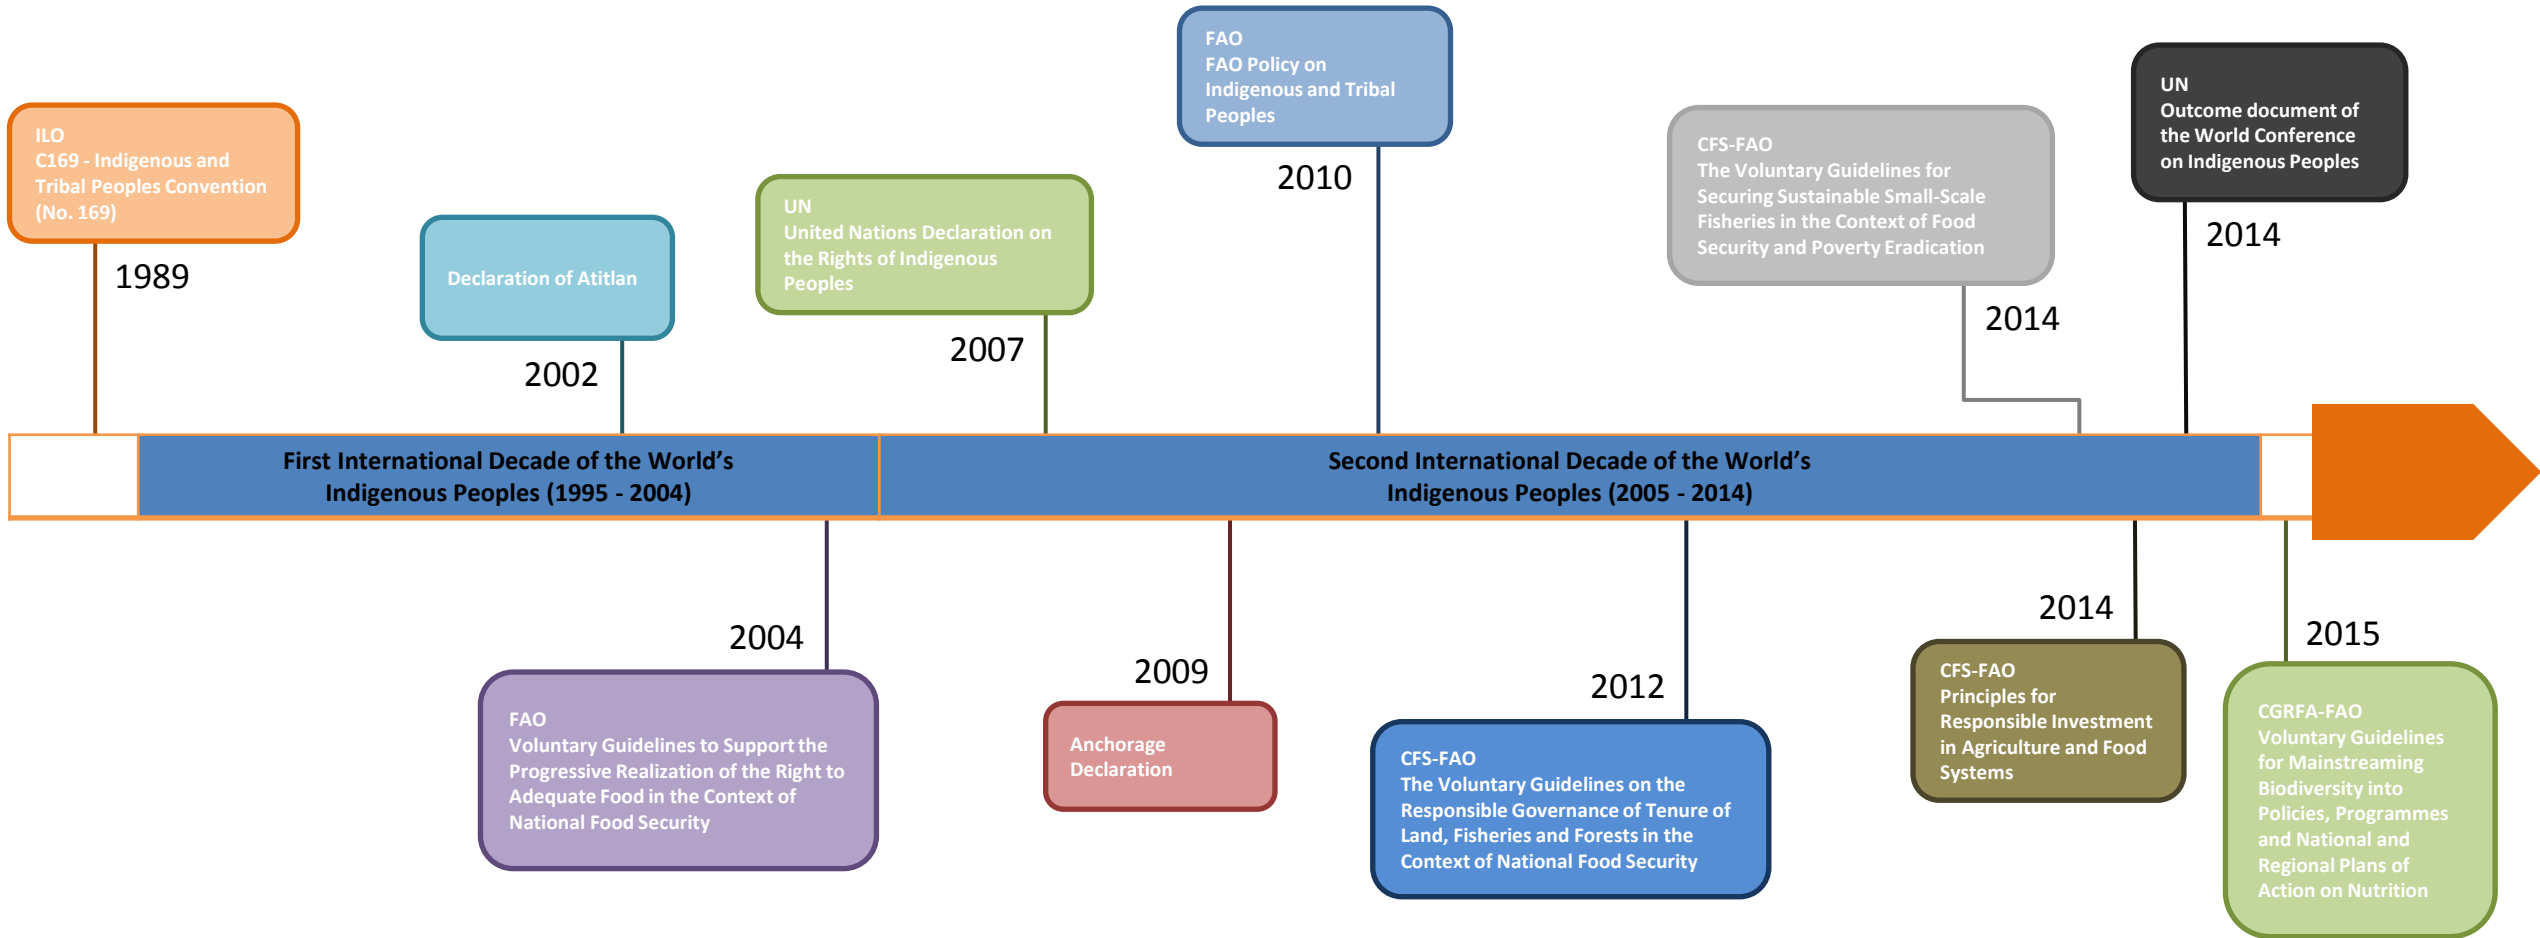 FAO
FAO Policy on
Indigenous and Tribal
Peoples
2010
UN
Outcome document of
the World Conference
on Indigenous Peoples
2014
ILO
C169 - Indigenous and
Tribal Peoples Convention
(No. 169)
1989
CFS-FAO
The Voluntary Guidelines for
Securing Sustainable Small-Scale
Fisheries in the Context of Food
Security and Poverty Eradication
2014
UN
United Nations Declaration on
the Rights of Indigenous
Peoples
2007
Declaration of Atitlan
2002
First International Decade of the World’s
Indigenous Peoples (1995 - 2004)
Second International Decade of the World’s
Indigenous Peoples (2005 - 2014)
2004
FAO
Voluntary Guidelines to Support the
Progressive Realization of the Right to
Adequate Food in the Context of
National Food Security
2009
Anchorage
Declaration
2012
CFS-FAO
The Voluntary Guidelines on the
Responsible Governance of Tenure of
Land, Fisheries and Forests in the
Context of National Food Security
2014
CFS-FAO
Principles for
Responsible Investment
in Agriculture and Food
Systems
2015
CGRFA-FAO
Voluntary Guidelines
for Mainstreaming
Biodiversity into
Policies, Programmes
and National and
Regional Plans of
Action on Nutrition